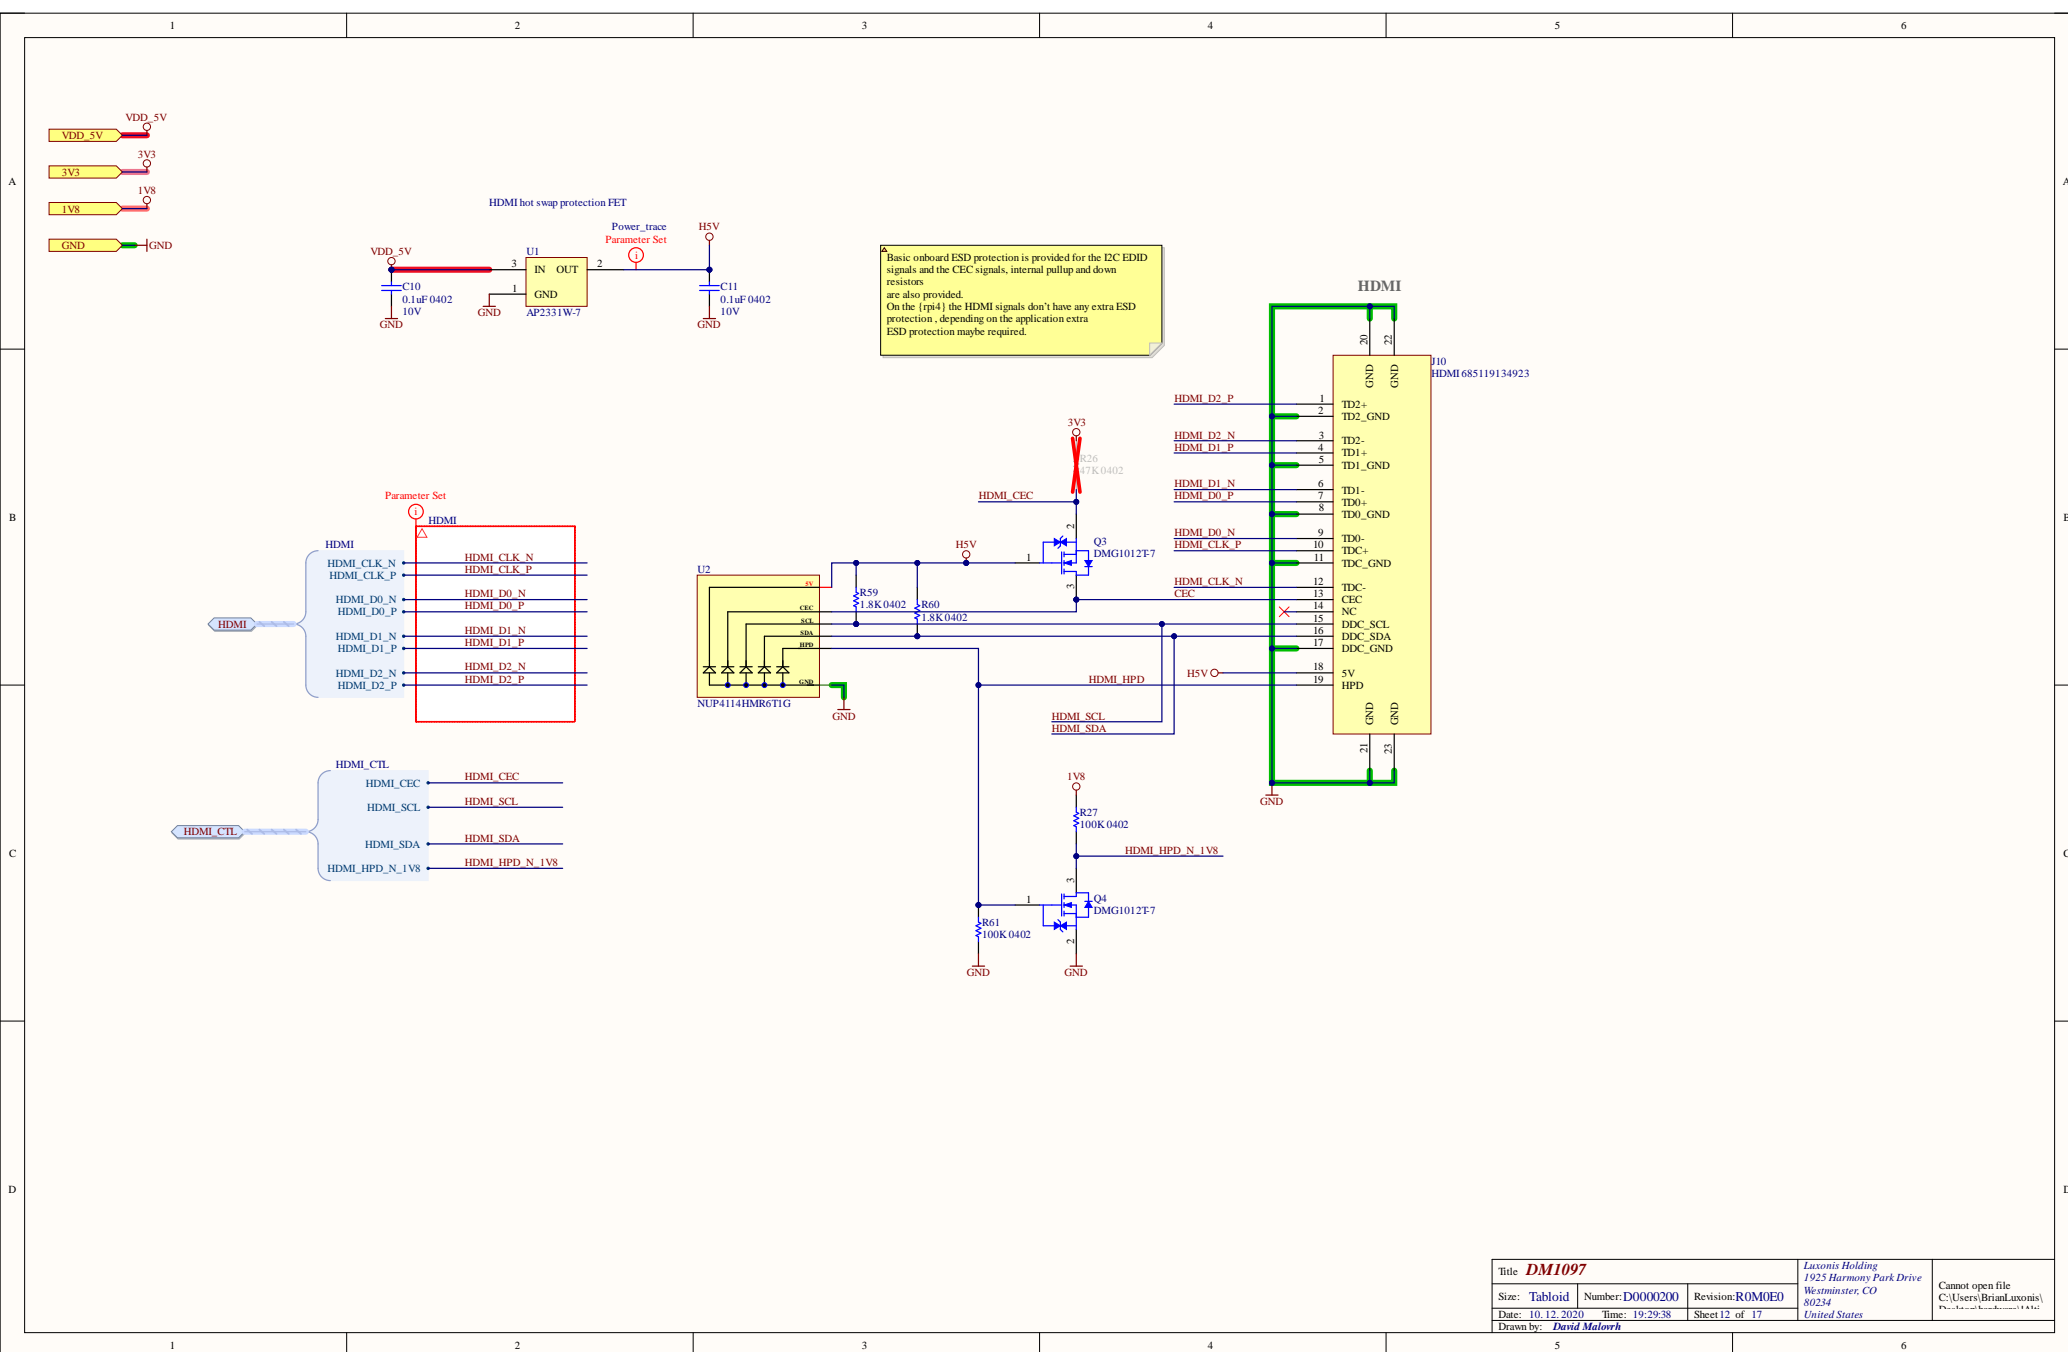 1 2 3 4 5 6
A
B
C
D
A
VDD_5V
VDD_5V
3V3
3V3
1V8
1V8
GND
GND
HDMI hot swap protection FET
Power_trace
Parameter Set
H5V
VDD_5V
U1
3 IN OUT 2
1 GND
AP2331W-7
C10
0.1uF 0402
10V
GND
GND
C11
0.1uF 0402
10V
GND
Basic onboard ESD protection is provided for the I2C EDID
signals and the CEC signals, internal pullup and down
resistors
are also provided.
On the {rpi4} the HDMI signals don't have any extra ESD
protection , depending on the application extra
ESD protection maybe required.
HDMI
20 22
GND GND
J10
HDMI 685119134923
HDMI_D2_P 1 TD2+
2 TD2_GND
HDMI_D2_N 3 TD2-
HDMI_D1_P 4 TD1+
5 TD1_GND
HDMI_D1_N 6 TD1-
HDMI_D0_P 7 TD0+
8 TD0_GND
HDMI_D0_N 9 TD0-
HDMI_CLK_P 10 TDC+
11 TDC_GND
HDMI_CLK_N 12 TDC-
CEC 13 CEC
14 NC
15 DDC_SCL
16 DDC_SDA
17 DDC_GND
H5V 18 5V
HDMI_HPD 19 HPD
GND GND
21 23
GND
3V3
R26
47K 0402
HDMI_CEC
2
Q3
DMG1012T-7
H5V
1
3
U2
5V
CEC
SCL
SDA
HPD
GND
NUP4114HMR6T1G
GND
R59
1.8K 0402
R60
1.8K 0402
HDMI_SCL
HDMI_SDA
Parameter Set
HDMI
HDMI
HDMI
HDMI_CLK_N HDMI_CLK_N
HDMI_CLK_P HDMI_CLK_P
HDMI_D0_N HDMI_D0_N
HDMI_D0_P HDMI_D0_P
HDMI_D1_N HDMI_D1_N
HDMI_D1_P HDMI_D1_P
HDMI_D2_N HDMI_D2_N
HDMI_D2_P HDMI_D2_P
HDMI_CTL
HDMI_CTL
HDMI_CEC HDMI_CEC
HDMI_SCL HDMI_SCL
HDMI_SDA HDMI_SDA
HDMI_HPD_N_1V8 HDMI_HPD_N_1V8
1V8
R27
100K 0402
HDMI_HPD_N_1V8
3
1
Q4
DMG1012T-7
2
R61
100K 0402
GND
GND
Title DM1097
Size: Tabloid Number: D0000200 Revision: R0M0E0
Date: 10. 12. 2020 Time: 19:29:38 Sheet 12 of 17
Drawn by: David Malovrh
Luxonis Holding
1925 Harmony Park Drive
Westminster, CO
80234
United States
Cannot open file
C:\Users\BrianLuxonis\
1 2 3 4 5 6